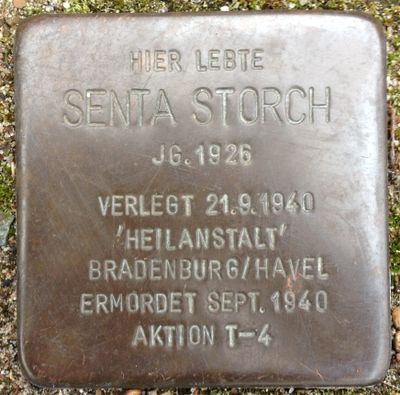 HIER LEBTE
SENTA STORCH
JG. 1926
VERLEGT 21.9.1940
'HEILANSTALT'
BRADENBURG/HAVEL
ERMORDET SEPT. 1940
AKTION T-4